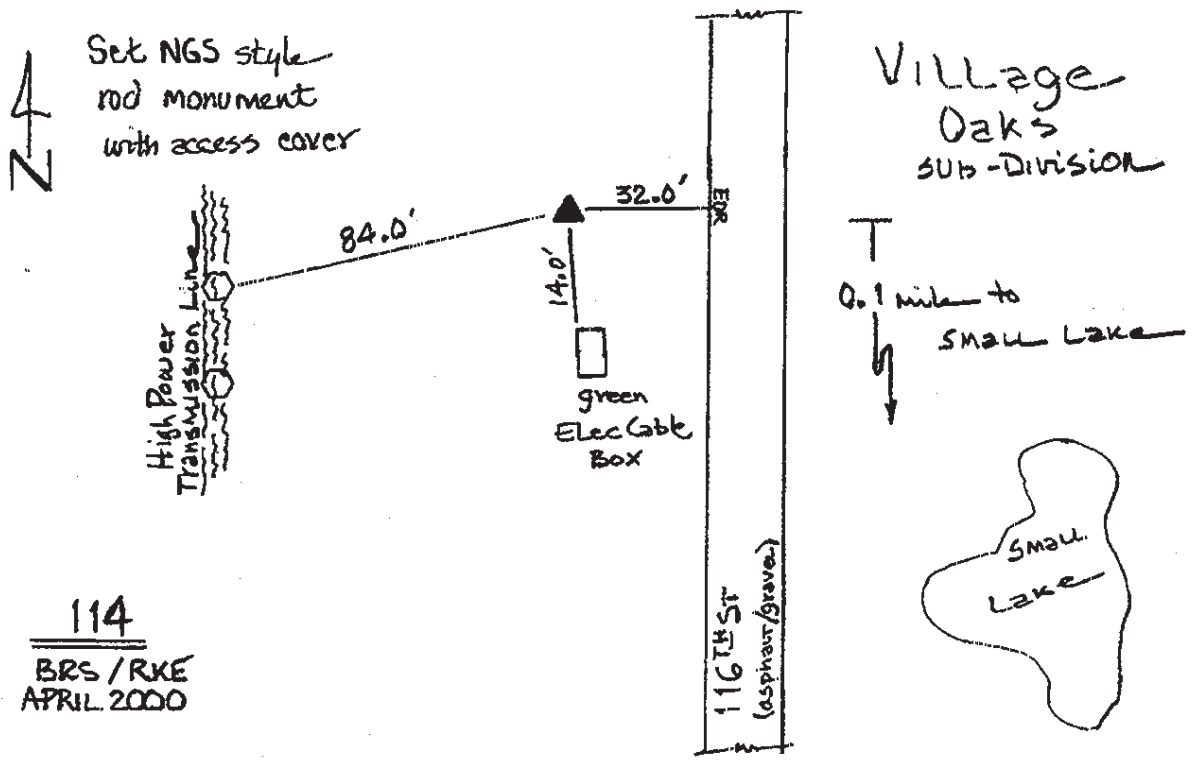 Set NGS style
rod monument
with access cover
N
Village
Oaks
Sub-Division
84.0'
32.0'
EDR
14.0'
High Power
Transmission Line
green
Elec Cable
Box
0.1 mile to
Small Lake
Small
Lake
116TH ST
(asphalt/gravel)
114
BRS / RKE
APRIL 2000